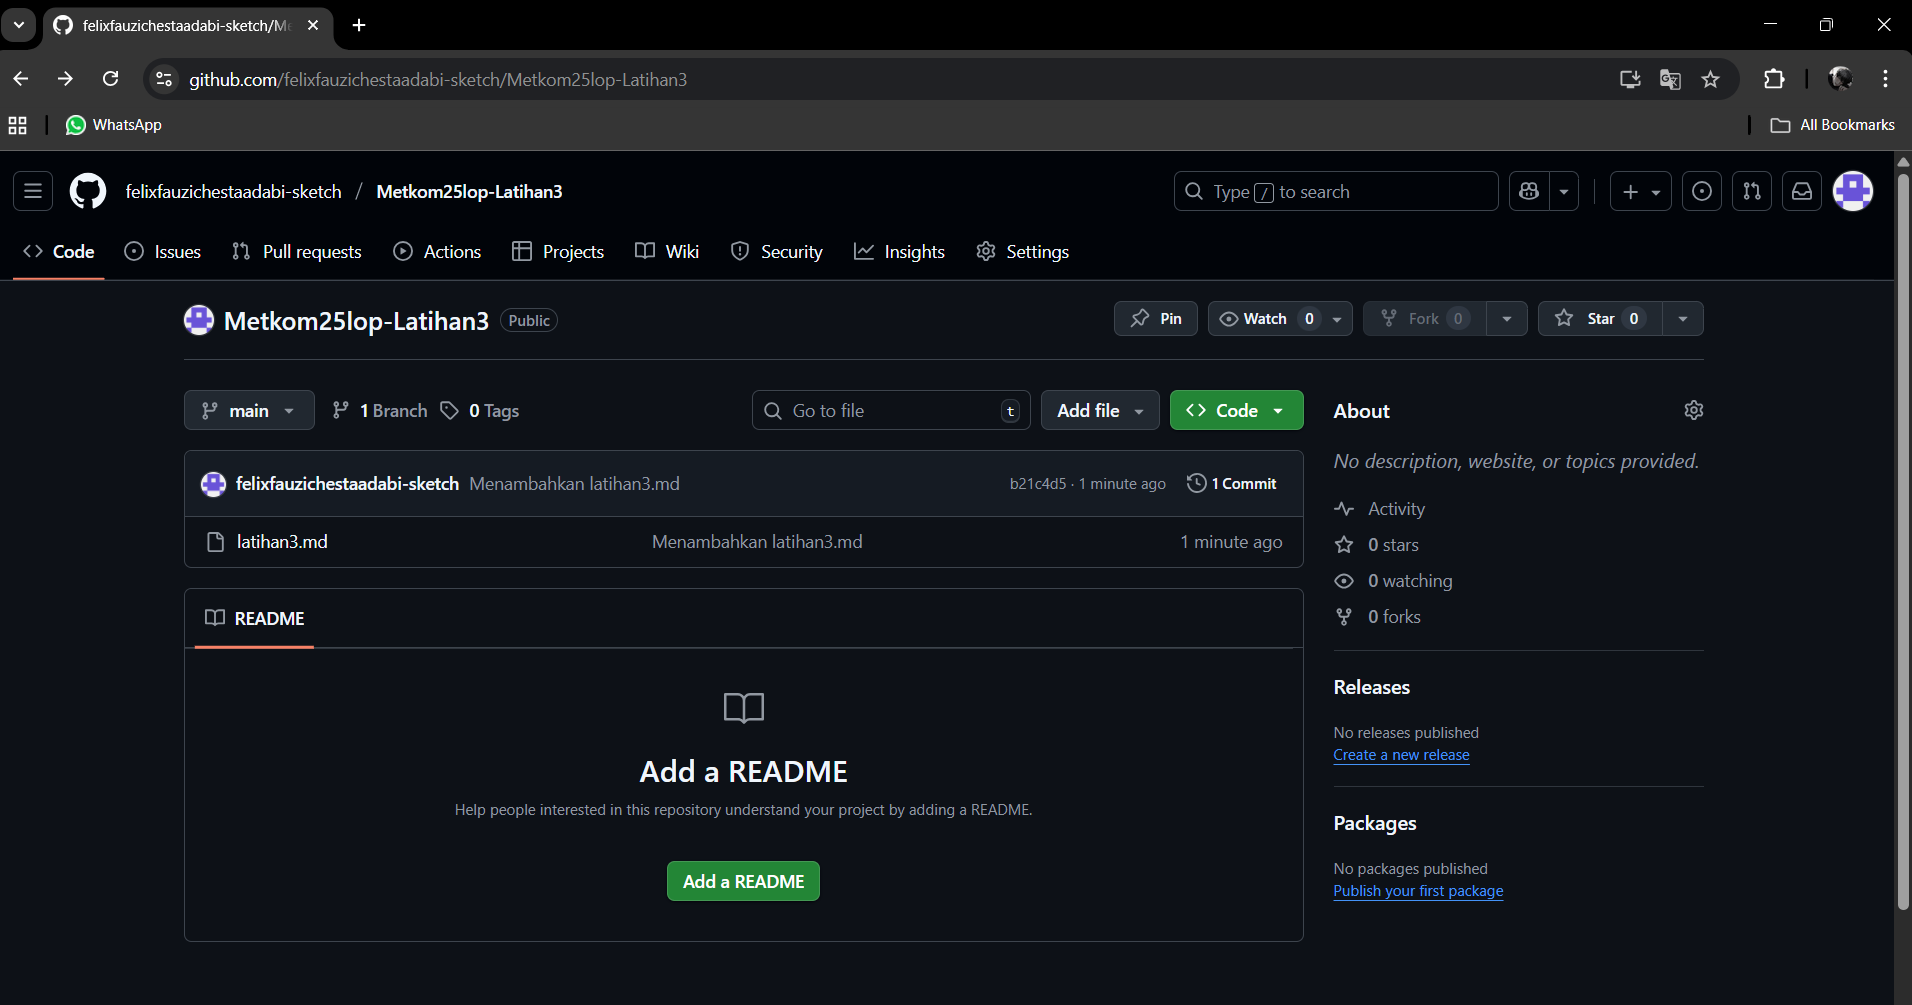 felixfauzichestaadabi-sketch/Me
github.com/felixfauzichestaadabi-sketch/Metkom25lop-Latihan3
WhatsApp
All Bookmarks
felixfauzichestaadabi-sketch / Metkom25lop-Latihan3
Type / to search
Code Issues Pull requests Actions Projects Wiki Security Insights Settings
Metkom25lop-Latihan3 Public
Pin Watch 0 Fork 0 Star 0
main 1 Branch 0 Tags
Go to file t Add file Code
felixfauzichestaadabi-sketch Menambahkan latihan3.md
b21c4d5 · 1 minute ago 1 Commit
latihan3.md Menambahkan latihan3.md 1 minute ago
README
Add a README
Help people interested in this repository understand your project by adding a README.
Add a README
About
No description, website, or topics provided.
Activity
0 stars
0 watching
0 forks
Releases
No releases published
Create a new release
Packages
No packages published
Publish your first package